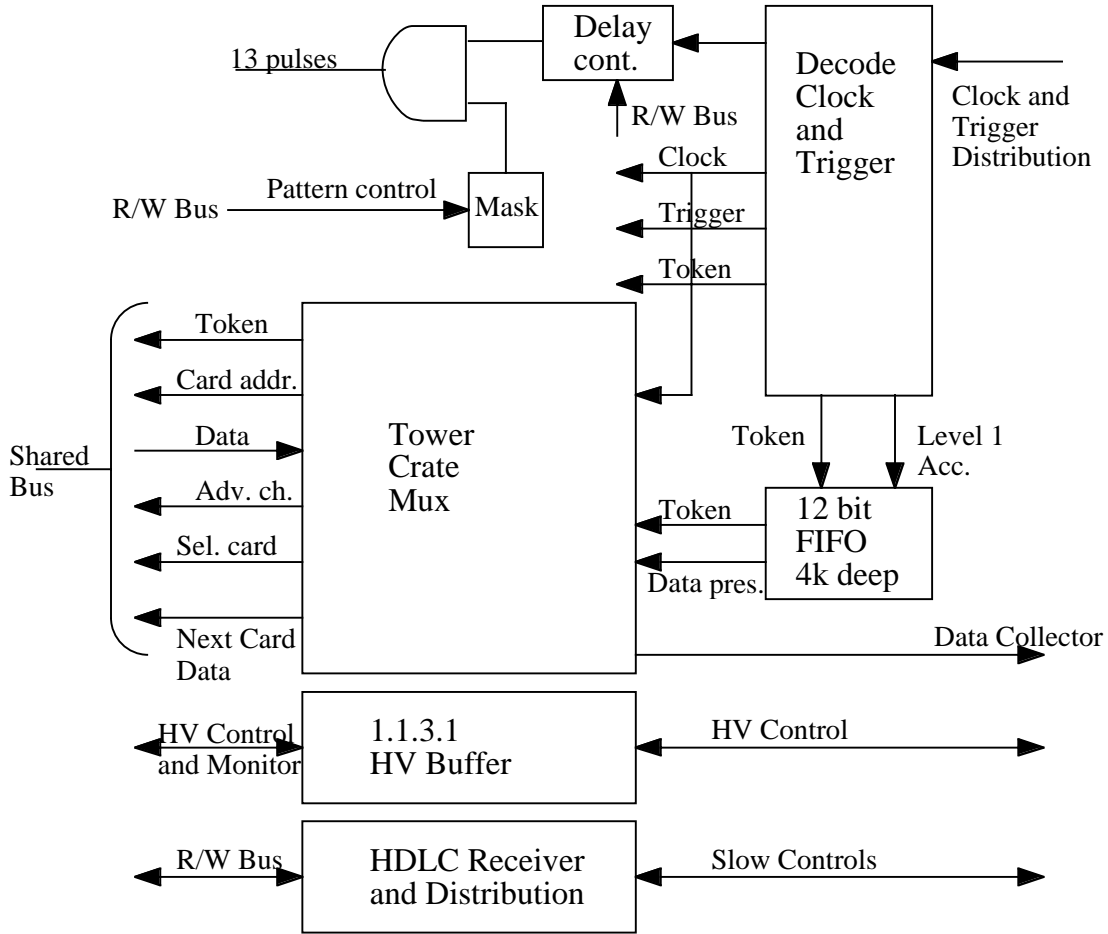 Delay
cont.
13 pulses
Decode
Clock
and
Trigger
Clock and
Trigger
Distribution
R/W Bus
Clock
Pattern control
R/W Bus
Mask
Trigger
Token
Token
Card addr.
Data
Shared
Bus
Adv. ch.
Sel. card
Next Card
Data
Tower
Crate
Mux
Token
Level 1
Acc.
Token
Data pres.
12 bit
FIFO
4k deep
Data Collector
HV Control
and Monitor
1.1.3.1
HV Buffer
HV Control
R/W Bus
HDLC Receiver
and Distribution
Slow Controls